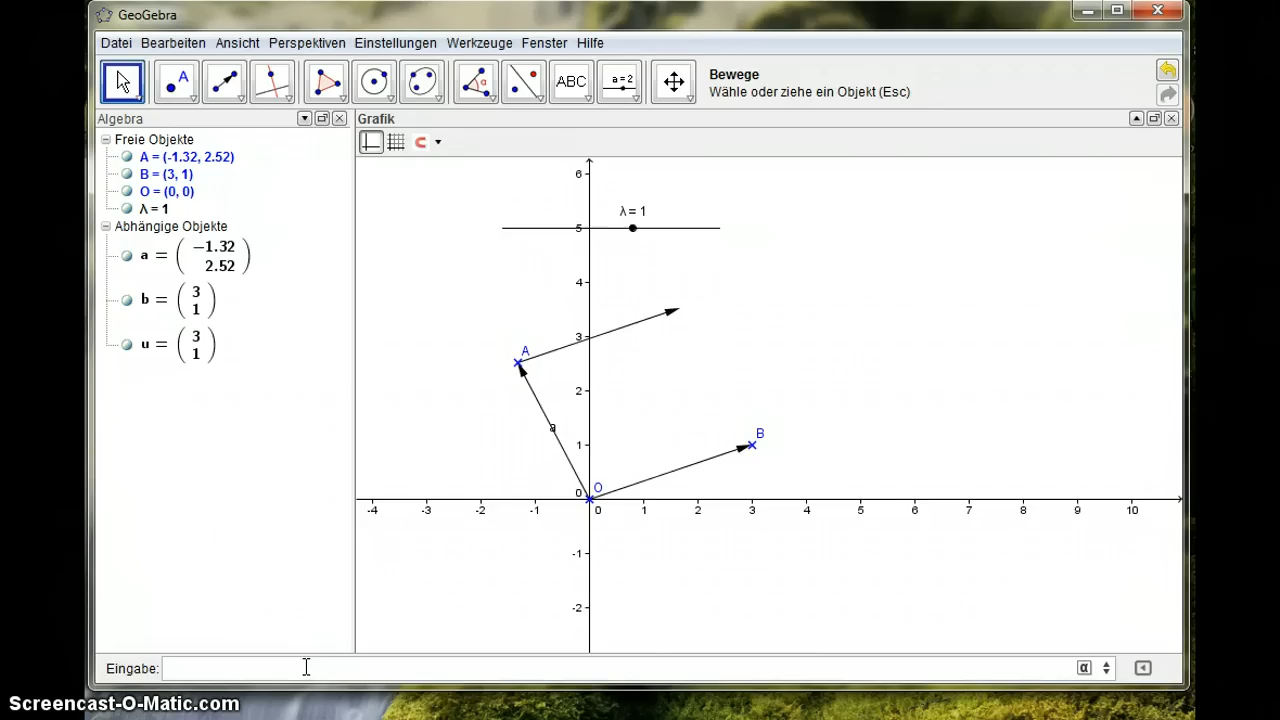 GeoGebra
Datei Bearbeiten Ansicht Perspektiven Einstellungen Werkzeuge Fenster Hilfe
A
α
ABC
a = 2
Bewege
Wähle oder ziehe ein Objekt (Esc)
Algebra
Grafik
Freie Objekte
A = (-1.32, 2.52)
B = (3, 1)
O = (0, 0)
λ = 1
Abhängige Objekte
a = ( −1.32
2.52 )
b = ( 3
1 )
u = ( 3
1 )
6
λ = 1
5
4
3
A
2
B
a
1
O
0
-4 -3 -2 -1 0 1 2 3 4 5 6 7 8 9 10
-1
-2
Eingabe:
α
Screencast-O-Matic.com